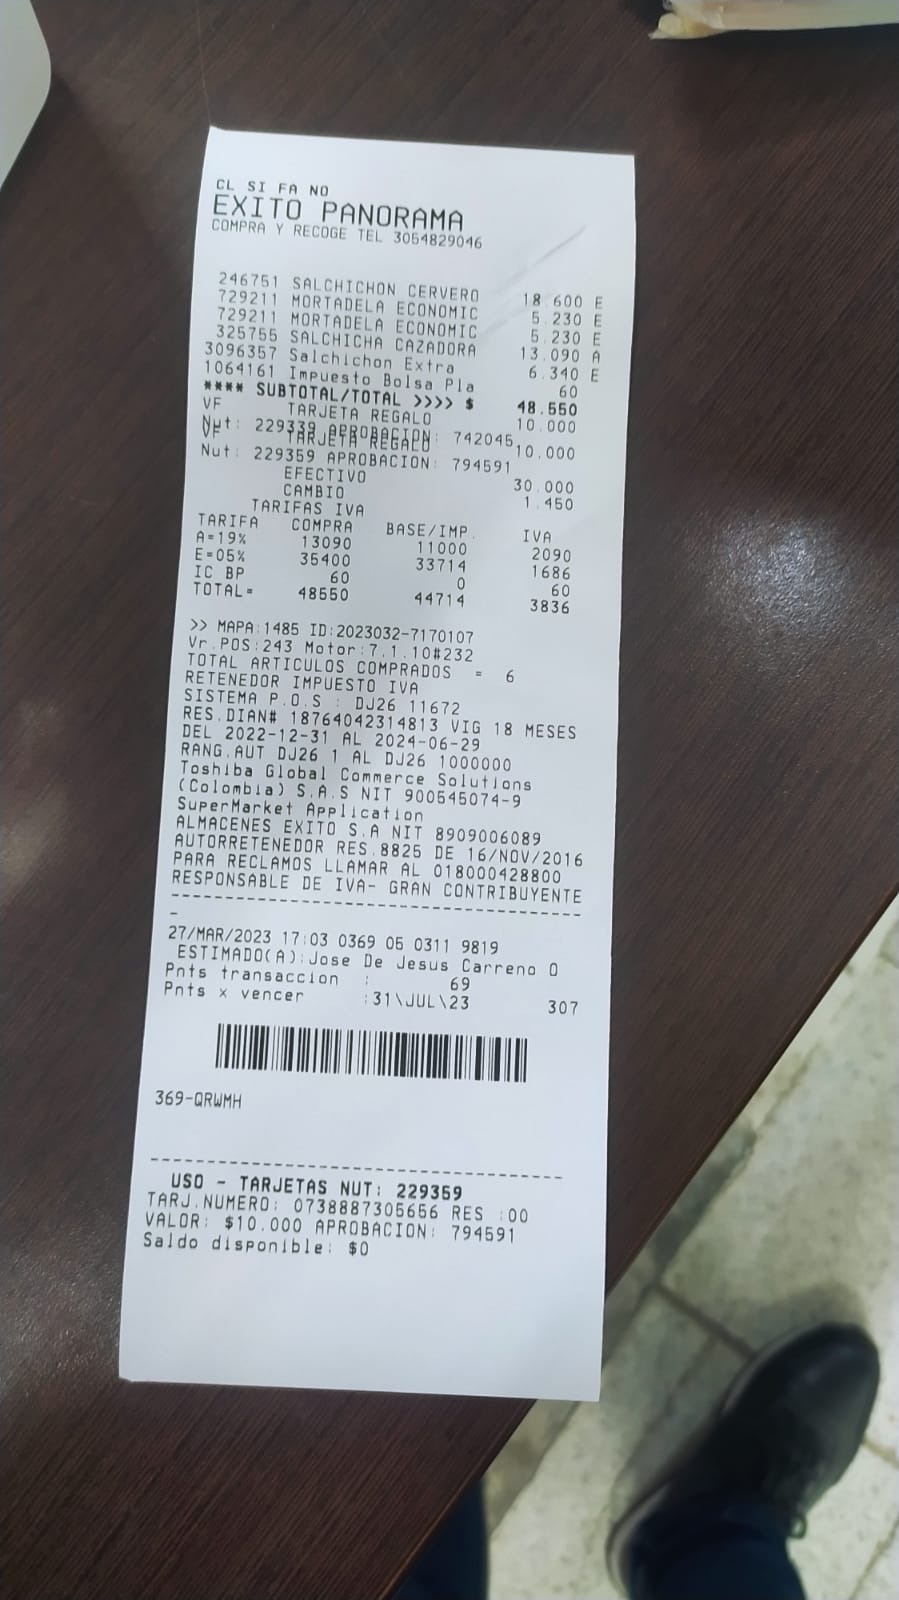 CL SI FA NO
EXITO PANORAMA
COMPRA Y RECOGE TEL 3054829046
246751 SALCHICHON CERVERO 18.600 E
729211 MORTADELA ECONOMIC 5.230 E
729211 MORTADELA ECONOMIC 5.230 E
325755 SALCHICHA CAZADORA 13.090 A
3096357 Salchichon Extra 6.340 E
1064161 Impuesto Bolsa Pla 60
**** SUBTOTAL/TOTAL >>>> $ 48.550
VF TARJETA REGALO 10.000
Nut: 229339 APROBACION: 742045
VF TARJETA REGALO 10.000
Nut: 229359 APROBACION: 794591
EFECTIVO 30.000
CAMBIO 1.450
TARIFAS IVA
TARIFA COMPRA BASE/IMP. IVA
A=19% 13090 11000 2090
E=05% 35400 33714 1686
IC BP 60 0 60
TOTAL= 48550 44714 3836
>> MAPA:1485 ID:2023032-7170107
Vr.POS:243 Motor:7.1.10#232
TOTAL ARTICULOS COMPRADOS = 6
RETENEDOR IMPUESTO IVA
SISTEMA P.O.S : DJ26 11672
RES.DIAN# 18764042314813 VIG 18 MESES
DEL 2022-12-31 AL 2024-06-29
RANG.AUT DJ26 1 AL DJ26 1000000
Toshiba Global Commerce Solutions
(Colombia) S.A.S NIT 900545074-9
SuperMarket Application
ALMACENES EXITO S.A NIT 8909006089
AUTORRETENEDOR RES.8825 DE 16/NOV/2016
PARA RECLAMOS LLAMAR AL 018000428800
RESPONSABLE DE IVA- GRAN CONTRIBUYENTE
----------------------------------------
-
27/MAR/2023 17:03 0369 05 0311 9819
ESTIMADO(A):Jose De Jesus Carreno O
Pnts transaccion : 69
Pnts x vencer :31\JUL\23 307
369-QRWMH
----------------------------------------
USO - TARJETAS NUT: 229359
TARJ.NUMERO: 0738887305656 RES :00
VALOR: $10.000 APROBACION: 794591
Saldo disponible: $0